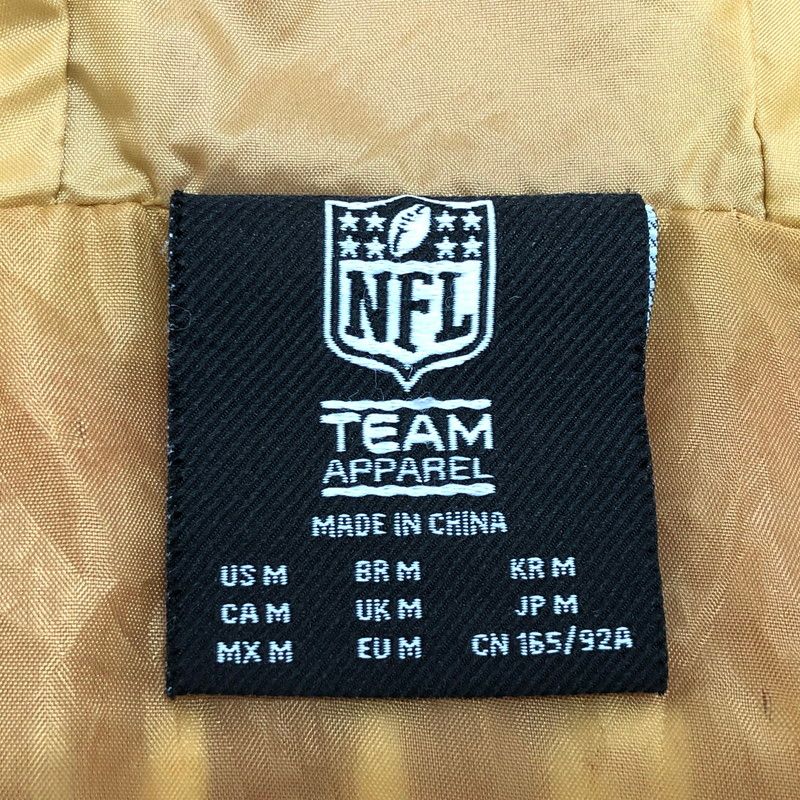 NFL
TEAM
APPAREL
MADE IN CHINA
US M BR M KR M
CA M UK M JP M
MX M EU M CN 165/92A